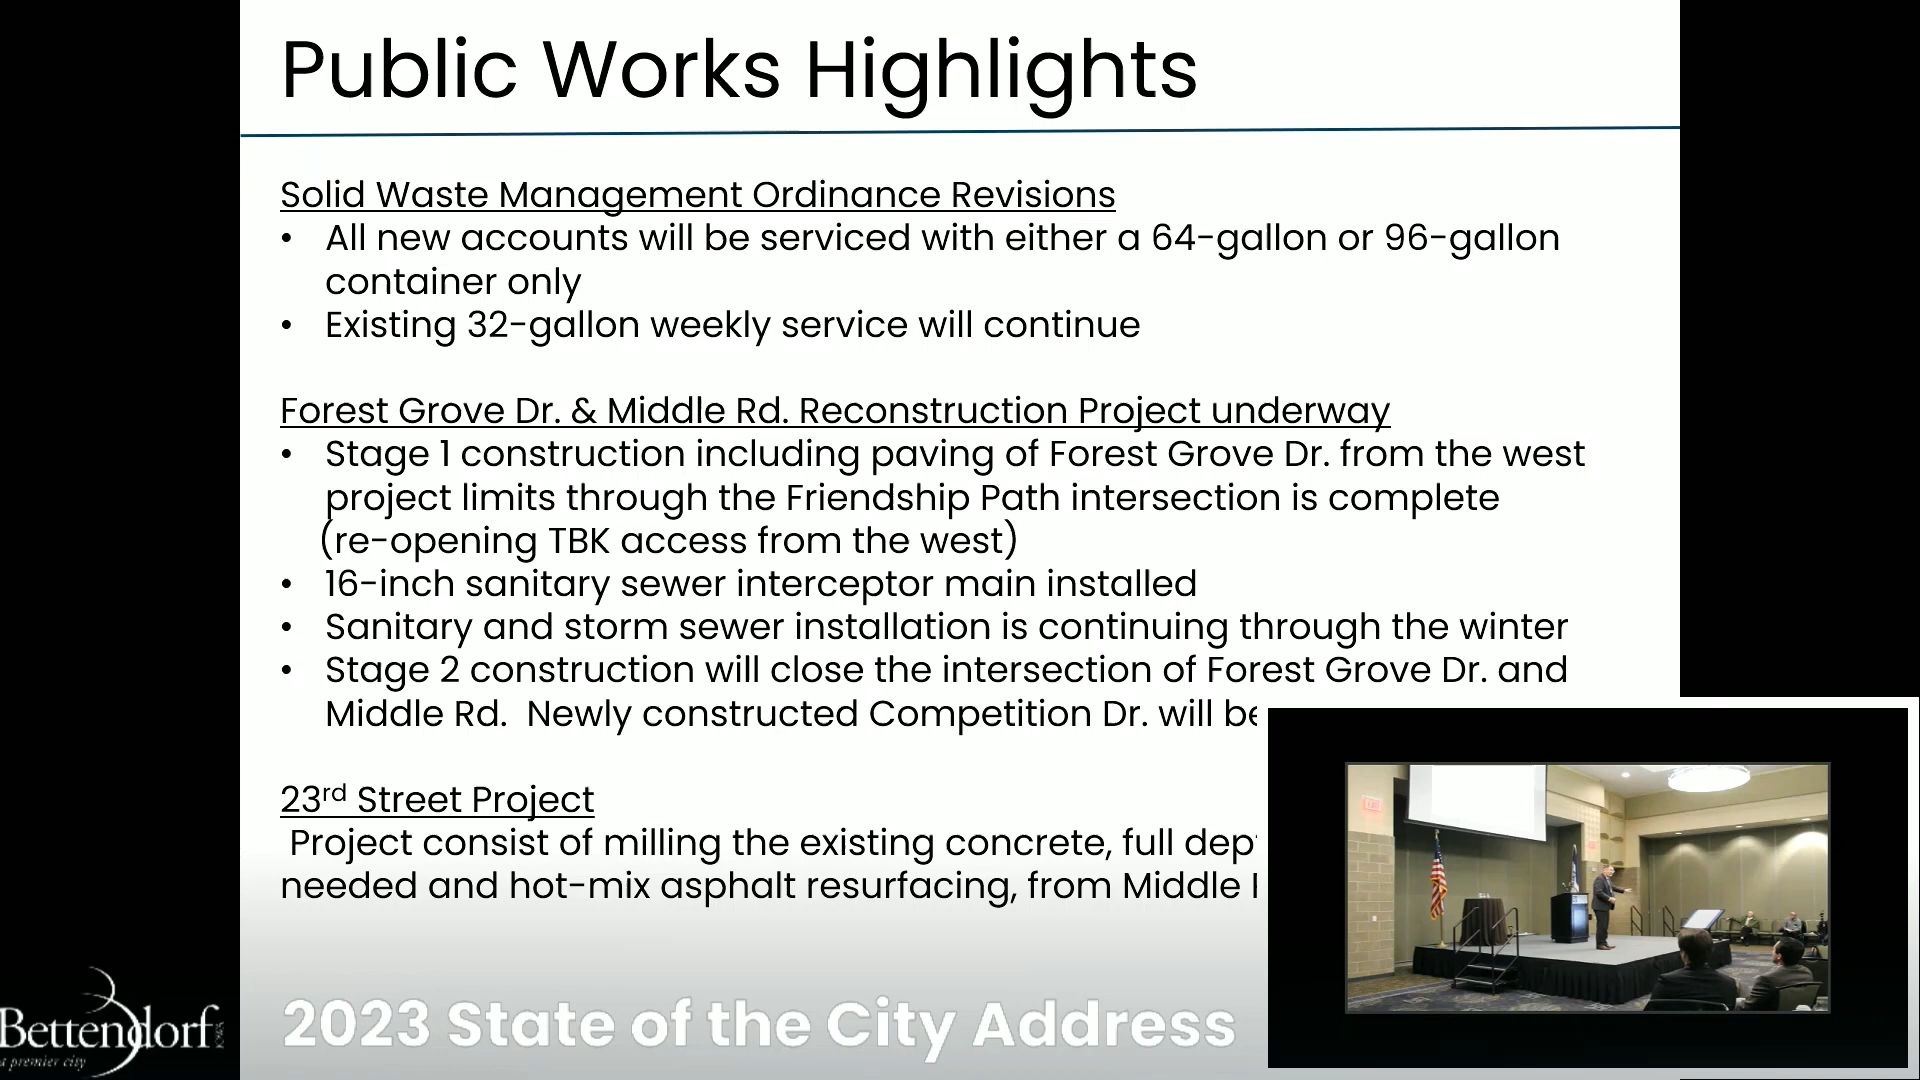 Public Works Highlights
Solid Waste Management Ordinance Revisions
• All new accounts will be serviced with either a 64-gallon or 96-gallon
container only
• Existing 32-gallon weekly service will continue
Forest Grove Dr. & Middle Rd. Reconstruction Project underway
• Stage 1 construction including paving of Forest Grove Dr. from the west
project limits through the Friendship Path intersection is complete
(re-opening TBK access from the west)
• 16-inch sanitary sewer interceptor main installed
• Sanitary and storm sewer installation is continuing through the winter
• Stage 2 construction will close the intersection of Forest Grove Dr. and
Middle Rd.  Newly constructed Competition Dr. will be
23rd Street Project
Project consist of milling the existing concrete, full
needed and hot-mix asphalt resurfacing, from Middle
2023 State of the City Address
Bettendorf
a premier city